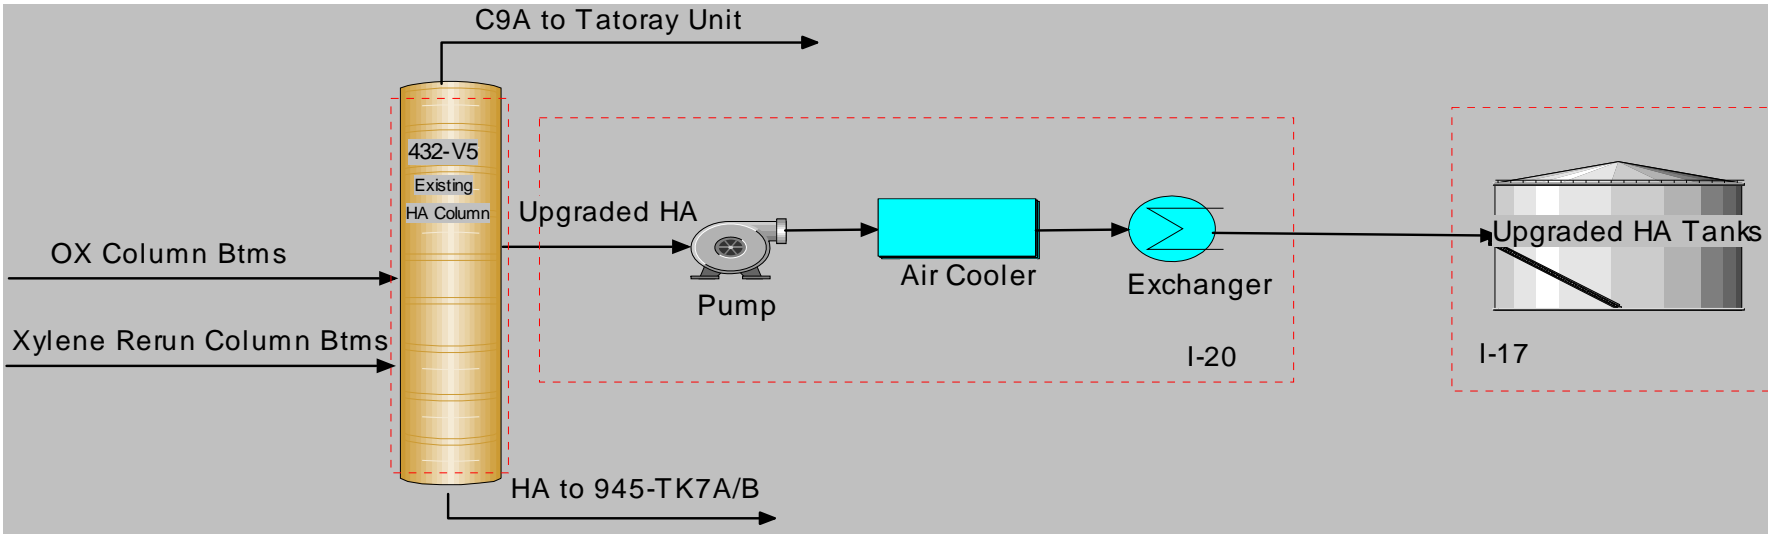 C9A to Tatoray Unit
432-V5
Existing
HA Column
Upgraded HA
OX Column Btms
Xylene Rerun Column Btms
Pump
Air Cooler
Exchanger
Upgraded HA Tanks
I-20
I-17
HA to 945-TK7A/B